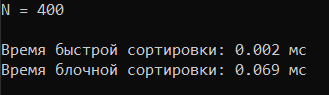 N = 400
Время быстрой сортировки: 0.002 мс
Время блочной сортировки: 0.069 мс